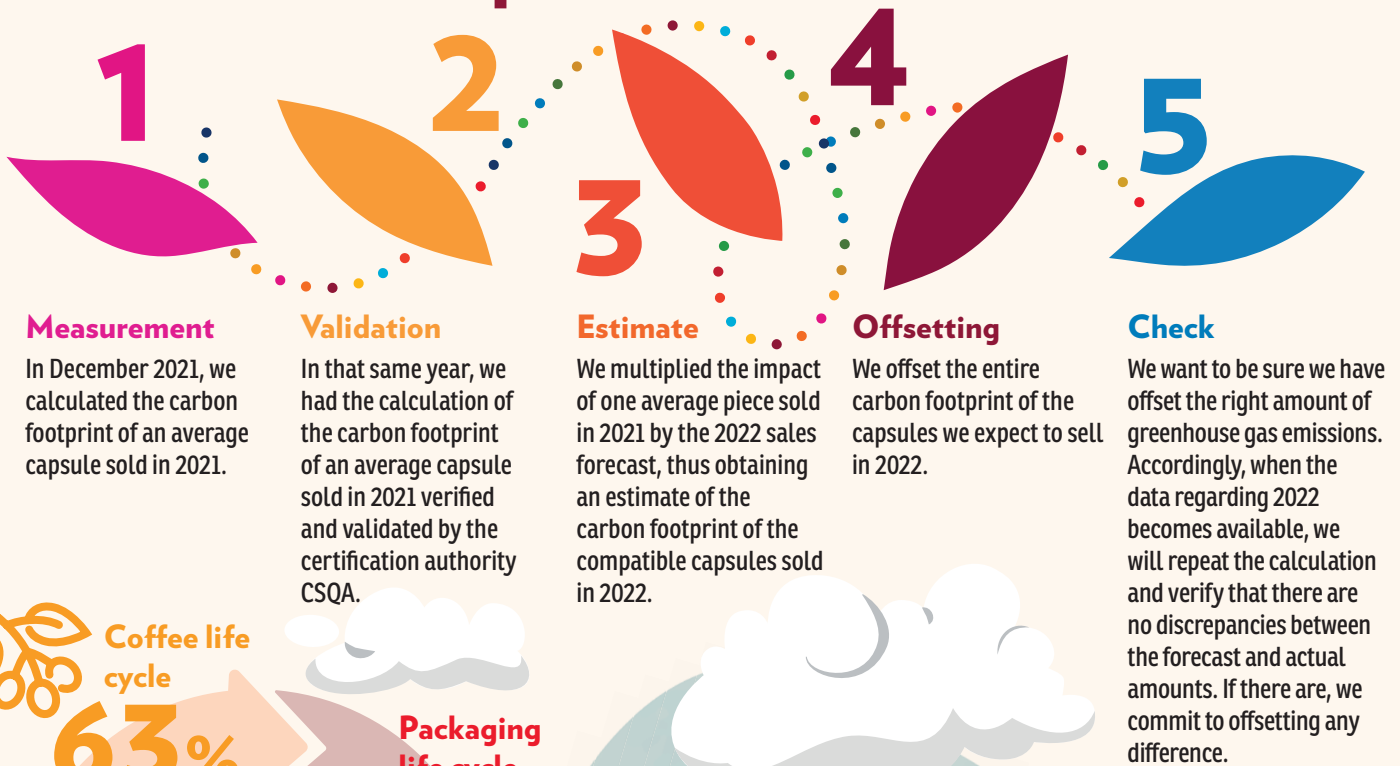 1
Measurement
In December 2021, we
calculated the carbon
footprint of an average
capsule sold in 2021.
2
Validation
In that same year, we
had the calculation of
the carbon footprint
of an average capsule
sold in 2021 verified
and validated by the
certification authority
CSQA.
3
Estimate
We multiplied the impact
of one average piece sold
in 2021 by the 2022 sales
forecast, thus obtaining
an estimate of the
carbon footprint of the
compatible capsules sold
in 2022.
4
Offsetting
We offset the entire
carbon footprint of the
capsules we expect to sell
in 2022.
5
Check
We want to be sure we have
offset the right amount of
greenhouse gas emissions.
Accordingly, when the
data regarding 2022
becomes available, we
will repeat the calculation
and verify that there are
no discrepancies between
the forecast and actual
amounts. If there are, we
commit to offsetting any
difference.
Coffee life
cycle
63%
Packaging
life cycle